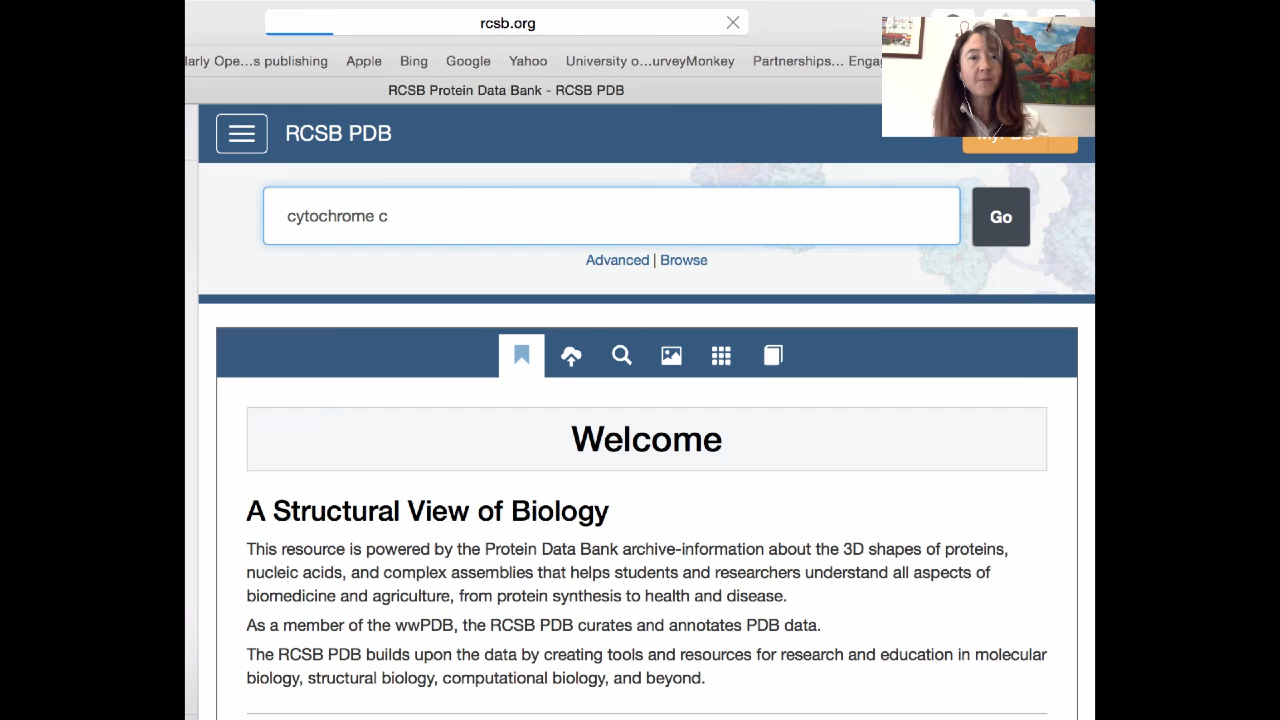 rcsb.org
arly Ope...s publishing Apple Bing Google Yahoo University o...urveyMonkey Partnerships... Engag
RCSB Protein Data Bank - RCSB PDB
RCSB PDB
cytochrome c
Go
Advanced | Browse
Welcome
A Structural View of Biology
This resource is powered by the Protein Data Bank archive-information about the 3D shapes of proteins,
nucleic acids, and complex assemblies that helps students and researchers understand all aspects of
biomedicine and agriculture, from protein synthesis to health and disease.
As a member of the wwPDB, the RCSB PDB curates and annotates PDB data.
The RCSB PDB builds upon the data by creating tools and resources for research and education in molecular
biology, structural biology, computational biology, and beyond.